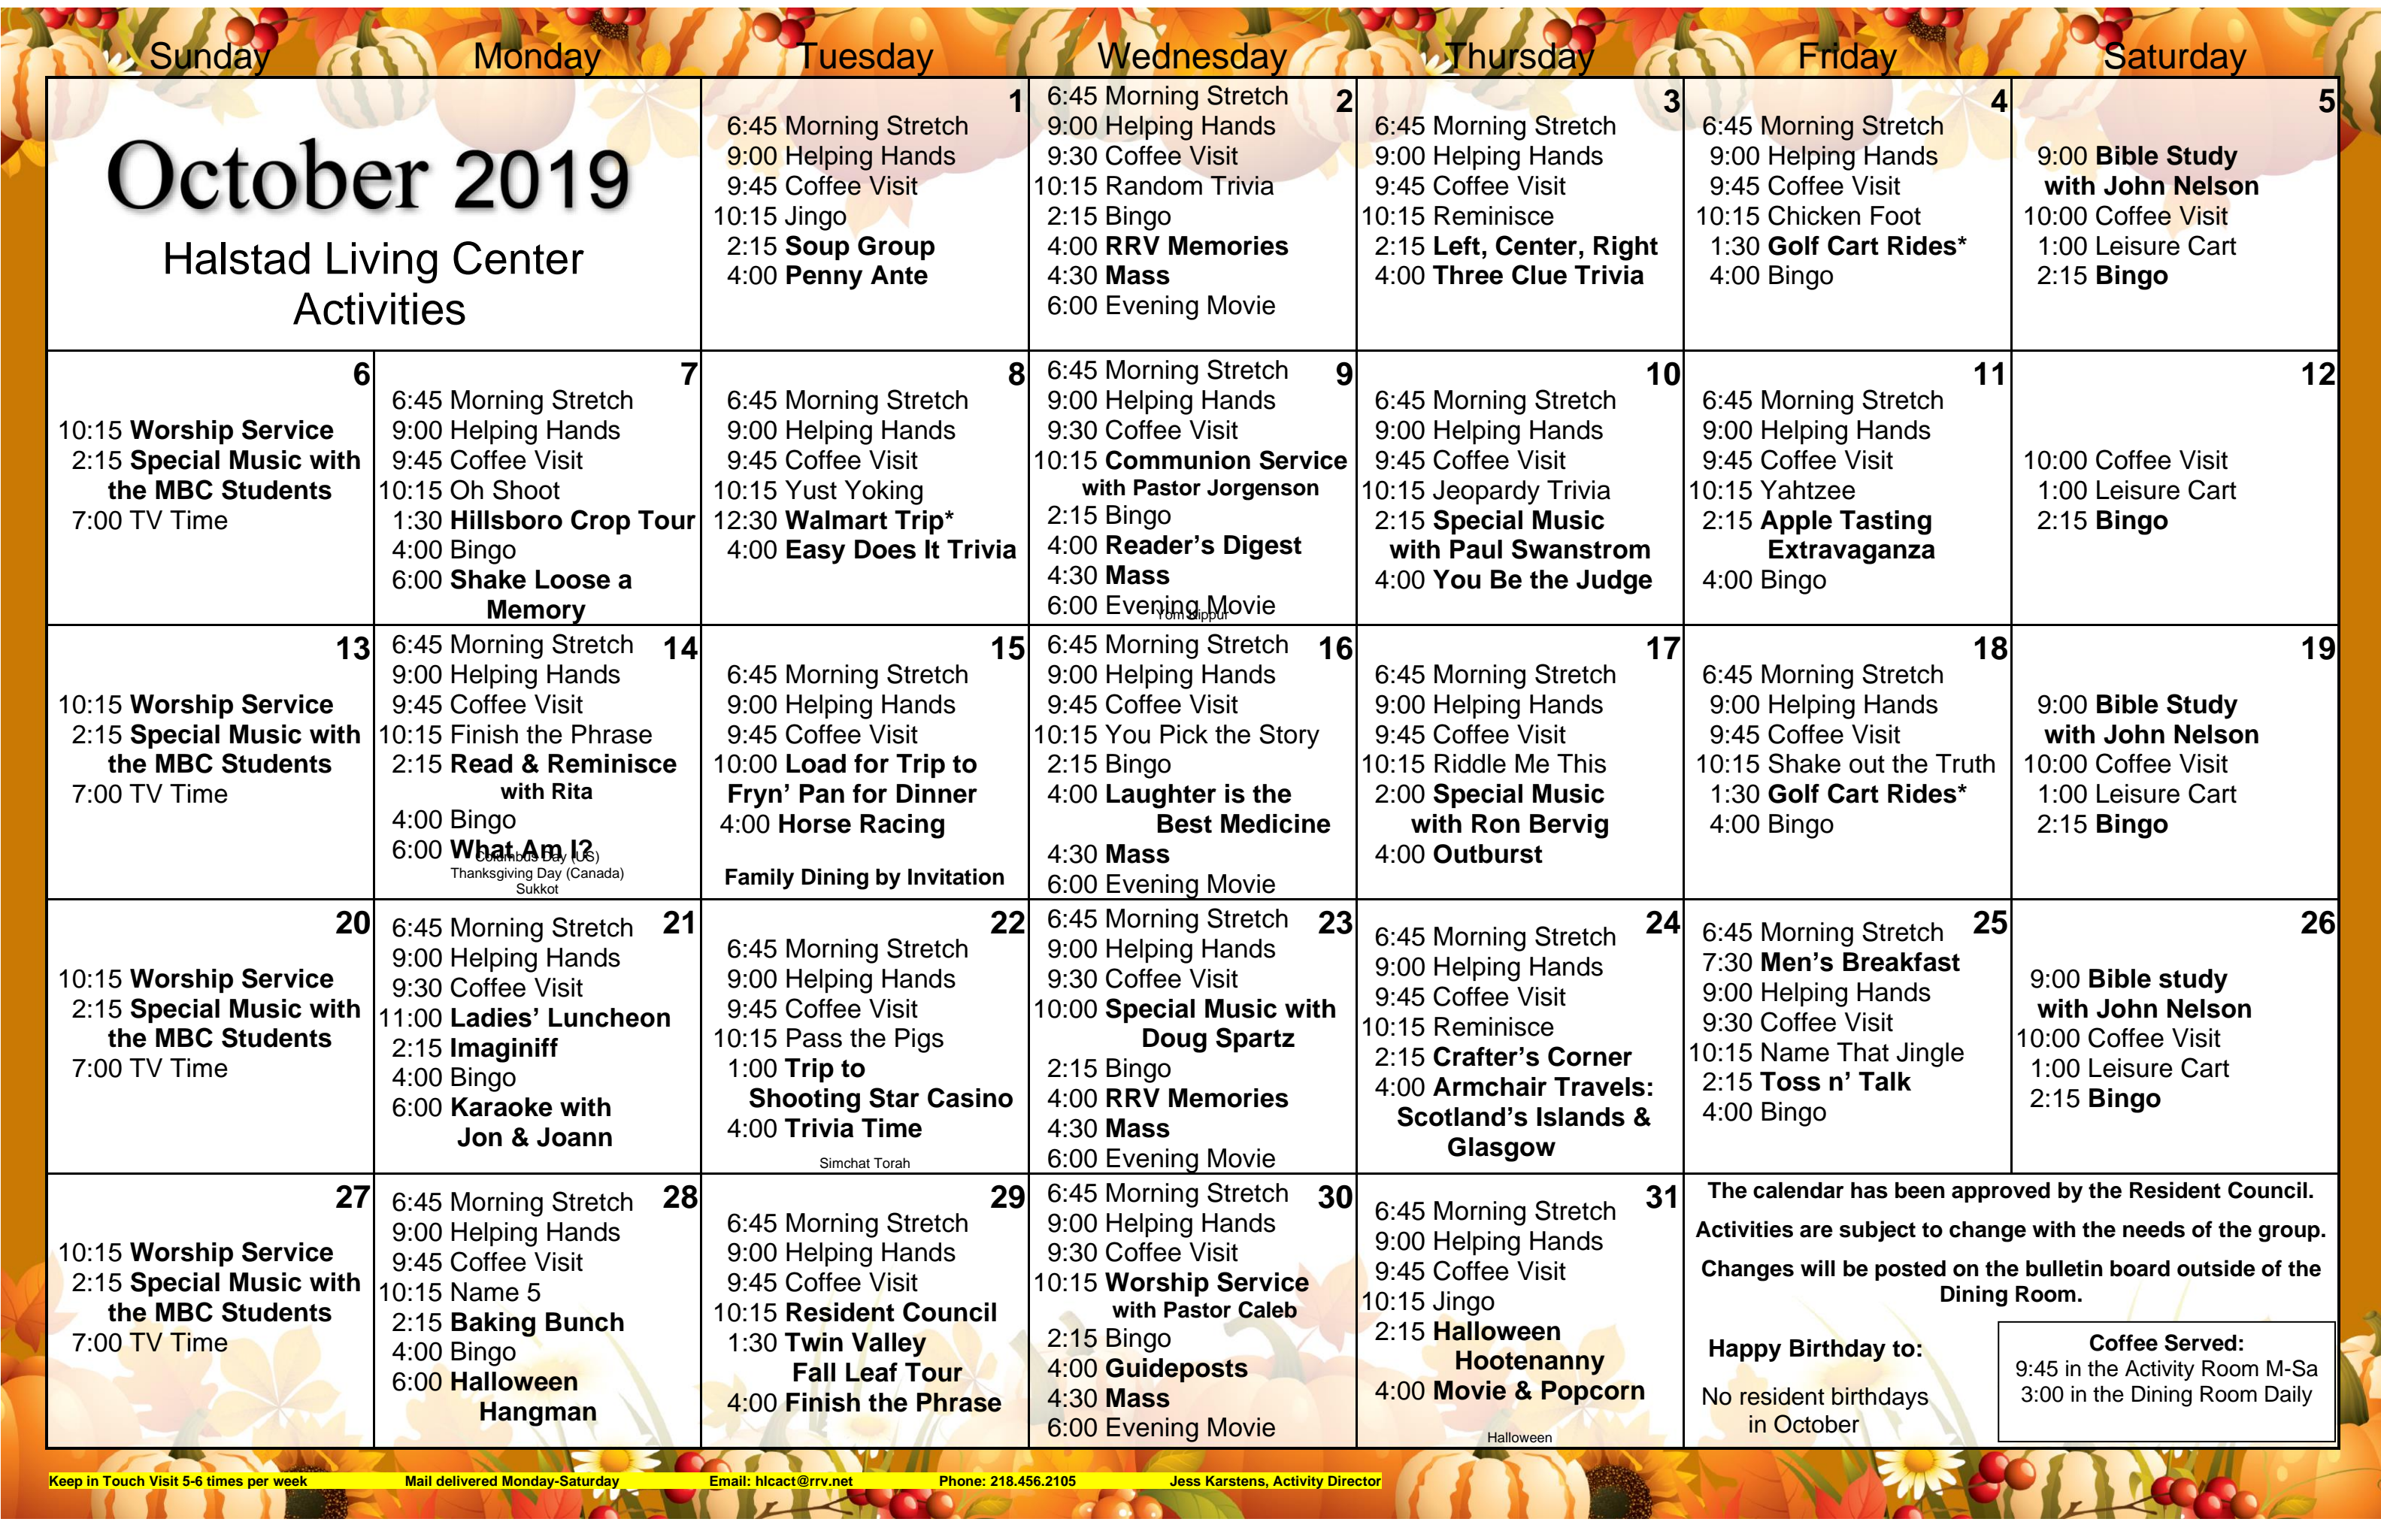 Sunday Monday Tuesday Wednesday Thursday Friday Saturday
October 2019
Halstad Living Center
Activities
1
6:45 Morning Stretch
9:00 Helping Hands
9:45 Coffee Visit
10:15 Jingo
2:15 Soup Group
4:00 Penny Ante
2
6:45 Morning Stretch
9:00 Helping Hands
9:30 Coffee Visit
10:15 Random Trivia
2:15 Bingo
4:00 RRV Memories
4:30 Mass
6:00 Evening Movie
3
6:45 Morning Stretch
9:00 Helping Hands
9:45 Coffee Visit
10:15 Reminisce
2:15 Left, Center, Right
4:00 Three Clue Trivia
4
6:45 Morning Stretch
9:00 Helping Hands
9:45 Coffee Visit
10:15 Chicken Foot
1:30 Golf Cart Rides*
4:00 Bingo
5
9:00 Bible Study
with John Nelson
10:00 Coffee Visit
1:00 Leisure Cart
2:15 Bingo
6
10:15 Worship Service
2:15 Special Music with
the MBC Students
7:00 TV Time
7
6:45 Morning Stretch
9:00 Helping Hands
9:45 Coffee Visit
10:15 Oh Shoot
1:30 Hillsboro Crop Tour
4:00 Bingo
6:00 Shake Loose a
Memory
8
6:45 Morning Stretch
9:00 Helping Hands
9:45 Coffee Visit
10:15 Yust Yoking
12:30 Walmart Trip*
4:00 Easy Does It Trivia
9
6:45 Morning Stretch
9:00 Helping Hands
9:30 Coffee Visit
10:15 Communion Service
with Pastor Jorgenson
2:15 Bingo
4:00 Reader's Digest
4:30 Mass
6:00 Evening Movie
Yom Kippur
10
6:45 Morning Stretch
9:00 Helping Hands
9:45 Coffee Visit
10:15 Jeopardy Trivia
2:15 Special Music
with Paul Swanstrom
4:00 You Be the Judge
11
6:45 Morning Stretch
9:00 Helping Hands
9:45 Coffee Visit
10:15 Yahtzee
2:15 Apple Tasting
Extravaganza
4:00 Bingo
12
10:00 Coffee Visit
1:00 Leisure Cart
2:15 Bingo
13
10:15 Worship Service
2:15 Special Music with
the MBC Students
7:00 TV Time
14
6:45 Morning Stretch
9:00 Helping Hands
9:45 Coffee Visit
10:15 Finish the Phrase
2:15 Read & Reminisce
with Rita
4:00 Bingo
6:00 What Am I?
Columbus Day (US)
Thanksgiving Day (Canada)
Sukkot
15
6:45 Morning Stretch
9:00 Helping Hands
9:45 Coffee Visit
10:00 Load for Trip to
Fryn' Pan for Dinner
4:00 Horse Racing
Family Dining by Invitation
16
6:45 Morning Stretch
9:00 Helping Hands
9:45 Coffee Visit
10:15 You Pick the Story
2:15 Bingo
4:00 Laughter is the
Best Medicine
4:30 Mass
6:00 Evening Movie
17
6:45 Morning Stretch
9:00 Helping Hands
9:45 Coffee Visit
10:15 Riddle Me This
2:00 Special Music
with Ron Bervig
4:00 Outburst
18
6:45 Morning Stretch
9:00 Helping Hands
9:45 Coffee Visit
10:15 Shake out the Truth
1:30 Golf Cart Rides*
4:00 Bingo
19
9:00 Bible Study
with John Nelson
10:00 Coffee Visit
1:00 Leisure Cart
2:15 Bingo
20
10:15 Worship Service
2:15 Special Music with
the MBC Students
7:00 TV Time
21
6:45 Morning Stretch
9:00 Helping Hands
9:30 Coffee Visit
11:00 Ladies' Luncheon
2:15 Imaginiff
4:00 Bingo
6:00 Karaoke with
Jon & Joann
22
6:45 Morning Stretch
9:00 Helping Hands
9:45 Coffee Visit
10:15 Pass the Pigs
1:00 Trip to
Shooting Star Casino
4:00 Trivia Time
Simchat Torah
23
6:45 Morning Stretch
9:00 Helping Hands
9:30 Coffee Visit
10:00 Special Music with
Doug Spartz
2:15 Bingo
4:00 RRV Memories
4:30 Mass
6:00 Evening Movie
24
6:45 Morning Stretch
9:00 Helping Hands
9:45 Coffee Visit
10:15 Reminisce
2:15 Crafter's Corner
4:00 Armchair Travels:
Scotland's Islands &
Glasgow
25
6:45 Morning Stretch
7:30 Men's Breakfast
9:00 Helping Hands
9:30 Coffee Visit
10:15 Name That Jingle
2:15 Toss n' Talk
4:00 Bingo
26
9:00 Bible study
with John Nelson
10:00 Coffee Visit
1:00 Leisure Cart
2:15 Bingo
27
10:15 Worship Service
2:15 Special Music with
the MBC Students
7:00 TV Time
28
6:45 Morning Stretch
9:00 Helping Hands
9:45 Coffee Visit
10:15 Name 5
2:15 Baking Bunch
4:00 Bingo
6:00 Halloween
Hangman
29
6:45 Morning Stretch
9:00 Helping Hands
9:45 Coffee Visit
10:15 Resident Council
1:30 Twin Valley
Fall Leaf Tour
4:00 Finish the Phrase
30
6:45 Morning Stretch
9:00 Helping Hands
9:30 Coffee Visit
10:15 Worship Service
with Pastor Caleb
2:15 Bingo
4:00 Guideposts
4:30 Mass
6:00 Evening Movie
31
6:45 Morning Stretch
9:00 Helping Hands
9:45 Coffee Visit
10:15 Jingo
2:15 Halloween
Hootenanny
4:00 Movie & Popcorn
Halloween
The calendar has been approved by the Resident Council.
Activities are subject to change with the needs of the group.
Changes will be posted on the bulletin board outside of the
Dining Room.
Happy Birthday to:
No resident birthdays
in October
Coffee Served:
9:45 in the Activity Room M-Sa
3:00 in the Dining Room Daily
Keep in Touch Visit 5-6 times per week Mail delivered Monday-Saturday Email: hlcact@rrv.net Phone: 218.456.2105 Jess Karstens, Activity Director